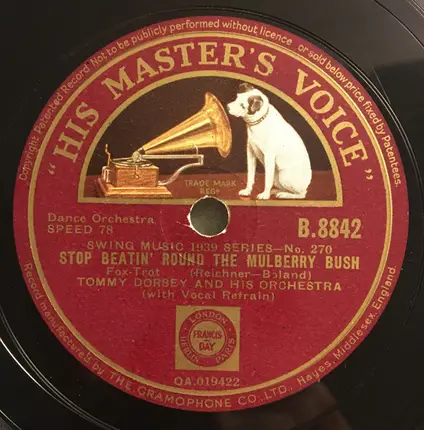 Copyright Patented Record Not to be publicly performed without licence or sold below price fixed by Patentees.
"HIS MASTER'S VOICE"
TRADE MARK
REGD
Dance Orchestra
SPEED 78
B.8842
SWING MUSIC 1939 SERIES—No. 270
STOP BEATIN' ROUND THE MULBERRY BUSH
Fox-Trot (Reichner—Boland)
TOMMY DORSEY AND HIS ORCHESTRA
(with Vocal Refrain)
LONDON
FRANCIS
DAY
BERLIN PARIS
OA.019422
Record manufactured by THE GRAMOPHONE CO., LTD., Hayes, Middlesex, England.